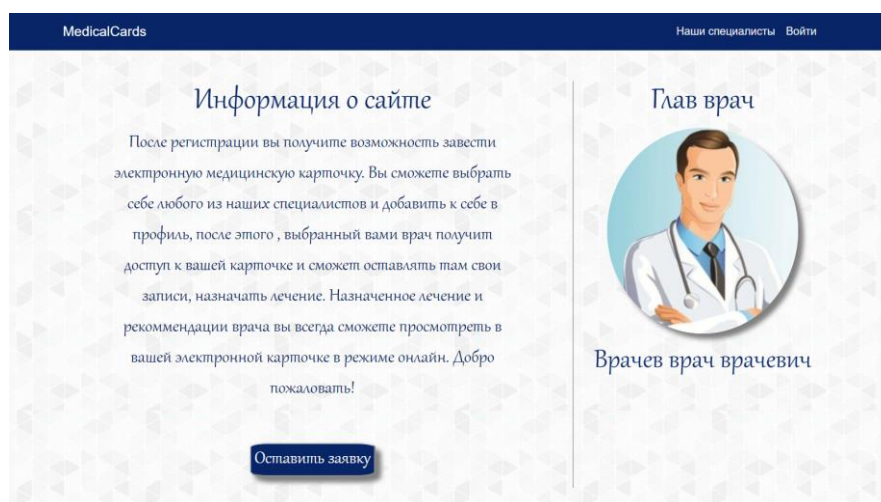 MedicalCards
Наши специалисты Войти
Информация о сайте
После регистрации вы получите возможность завести
электронную медицинскую карточку. Вы сможете выбрать
себе любого из наших специалистов и добавить к себе в
профиль, после этого , выбранный вами врач получит
доступ к вашей карточке и сможет оставлять там свои
записи, назначать лечение. Назначенное лечение и
рекоммендации врача вы всегда сможете просмотреть в
вашей электронной карточке в режиме онлайн. Добро
пожаловать!
Оставить заявку
Глав врач
Врачев врач врачевич